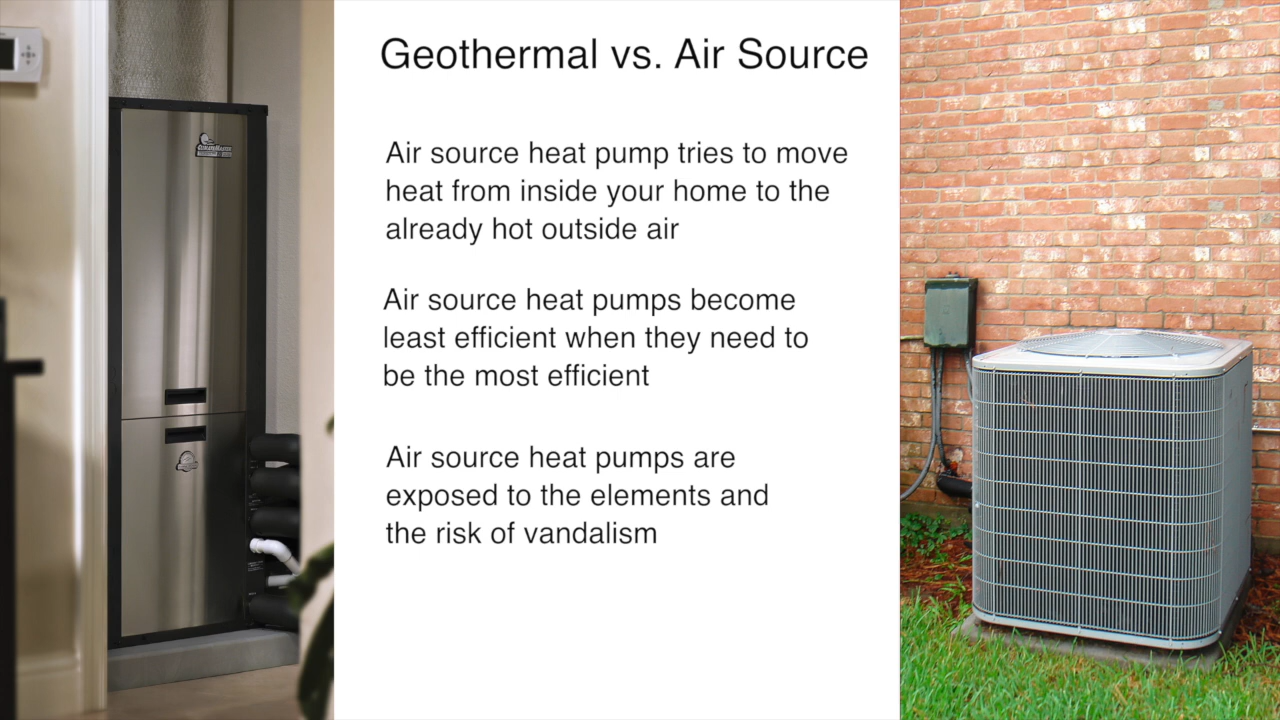 Geothermal vs. Air Source
Air source heat pump tries to move
heat from inside your home to the
already hot outside air
Air source heat pumps become
least efficient when they need to
be the most efficient
Air source heat pumps are
exposed to the elements and
the risk of vandalism
ClimateMaster